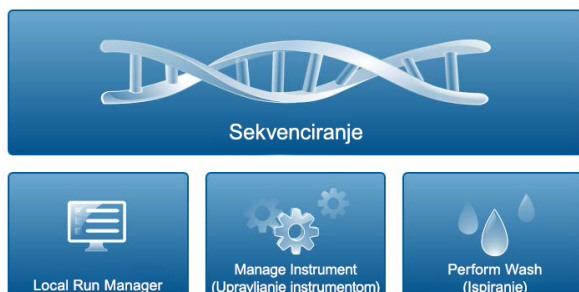 Sekvenciranje
Local Run Manager
Manage Instrument
(Upravljanje instrumentom)
Perform Wash
(Ispiranje)